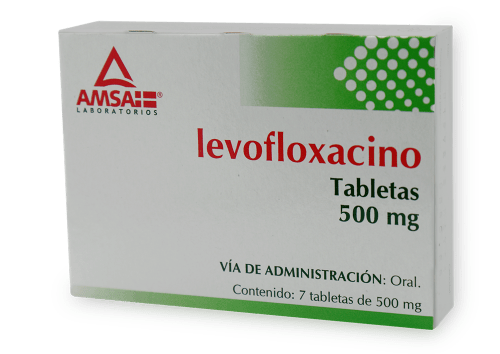 AMSA®
LABORATORIOS
levofloxacino
Tabletas
500 mg
VÍA DE ADMINISTRACIÓN: Oral.
Contenido: 7 tabletas de 500 mg